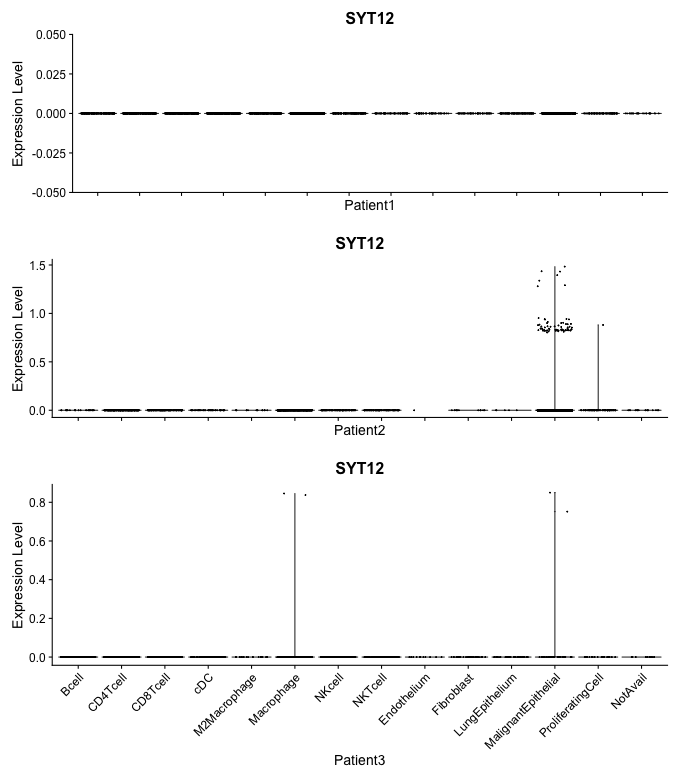 SYT12
Expression Level
0.050
0.025
0.000
-0.025
-0.050
Patient1
SYT12
Expression Level
1.5
1.0
0.5
0.0
Patient2
SYT12
Expression Level
0.8
0.6
0.4
0.2
0.0
Bcell
CD4Tcell
CD8Tcell
cDC
M2Macrophage
Macrophage
NKcell
NKTcell
Endothelium
Fibroblast
LungEpithelium
MalignantEpithelial
ProliferatingCell
NotAvail
Patient3